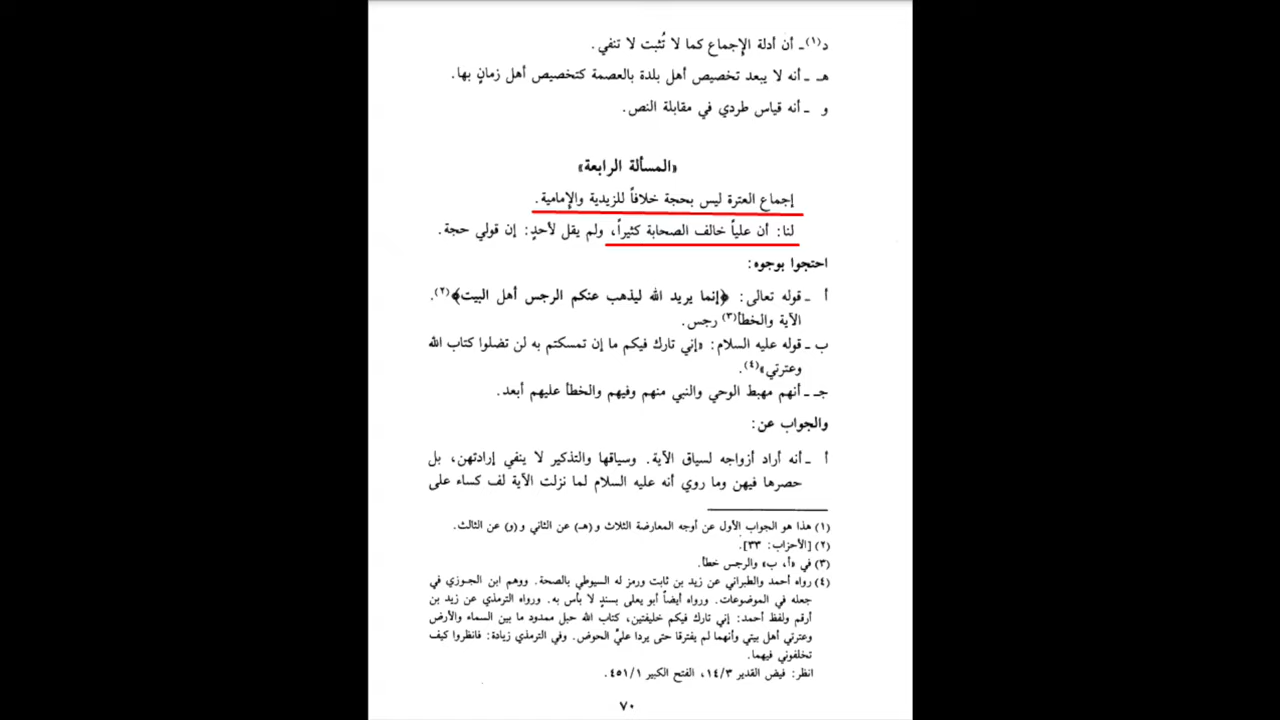 د(١)ـ أن أدلة الإجماع كما لا تُثبت لا تنفي.
هـ ـ أنه لا يبعد تخصيص أهل بلدة بالعصمة كتخصيص أهل زمانٍ بها.
و ـ أنه قياس طردي في مقابلة النص.
«المسألة الرابعة»
إجماع العترة ليس بحجة خلافاً للزيدية والإمامية.
لنا: أن علياً خالف الصحابة كثيراً، ولم يقل لأحدٍ: إن قولي حجة.
احتجوا بوجوه:
أ ـ قوله تعالى: ﴿إنما يريد الله ليذهب عنكم الرجس أهل البيت﴾(٢).
الآية والخطأ(٣) رجس.
ب ـ قوله عليه السلام: «إني تارك فيكم ما إن تمسكتم به لن تضلوا كتاب الله
وعترتي»(٤).
جـ ـ أنهم مهبط الوحي والنبي منهم وفيهم والخطأ عليهم أبعد.
والجواب عن:
أ ـ أنه أراد أزواجه لسياق الآية. وسياقها والتذكير لا ينفي إرادتهن، بل
حصرها فيهن وما روي أنه عليه السلام لما نزلت الآية لف كساء على
(١) هذا هو الجواب الأول عن أوجه المعارضة الثلاث و(هـ) عن الثاني و(و) عن الثالث.
(٢) [الأحزاب: ٣٣].
(٣) في «أ، ب» والرجس خطأ.
(٤) رواه أحمد والطبراني عن زيد بن ثابت ورمز له السيوطي بالصحة. ووهم ابن الجوزي في
جعله في الموضوعات. ورواه أيضاً أبو يعلى بسندٍ لا بأس به. ورواه الترمذي عن زيد بن
أرقم ولفظ أحمد: إني تارك فيكم خليفتين، كتاب الله حبل ممدود ما بين السماء والأرض
وعترتي أهل بيتي وأنهما لم يفترقا حتى يردا عليَّ الحوض. وفي الترمذي زيادة: فانظروا كيف
تخلفوني فيهما.
انظر: فيض القدير ١٤/٣، الفتح الكبير ٤٥١/١.
٧٠